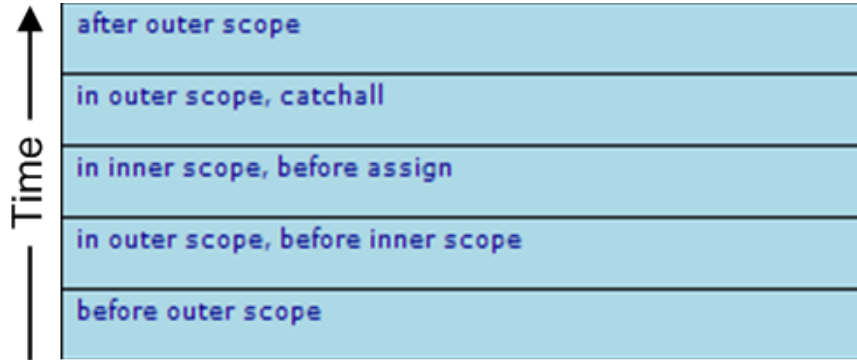 Time
after outer scope
in outer scope, catchall
in inner scope, before assign
in outer scope, before inner scope
before outer scope